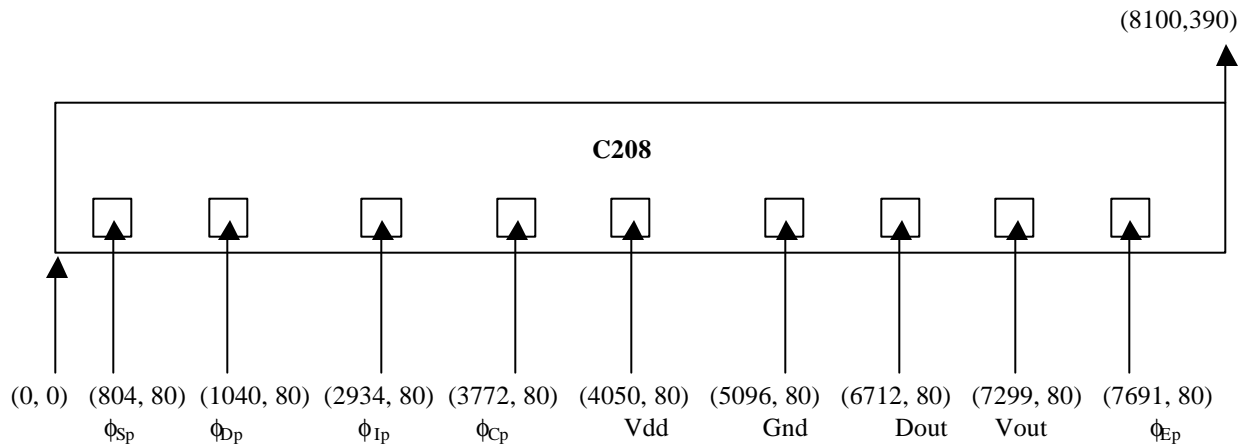 (8100,390)
C208
(0, 0) (804, 80) (1040, 80) (2934, 80) (3772, 80) (4050, 80) (5096, 80) (6712, 80) (7299, 80) (7691, 80)
ϕSp ϕDp ϕIp ϕCp Vdd Gnd Dout Vout ϕEp